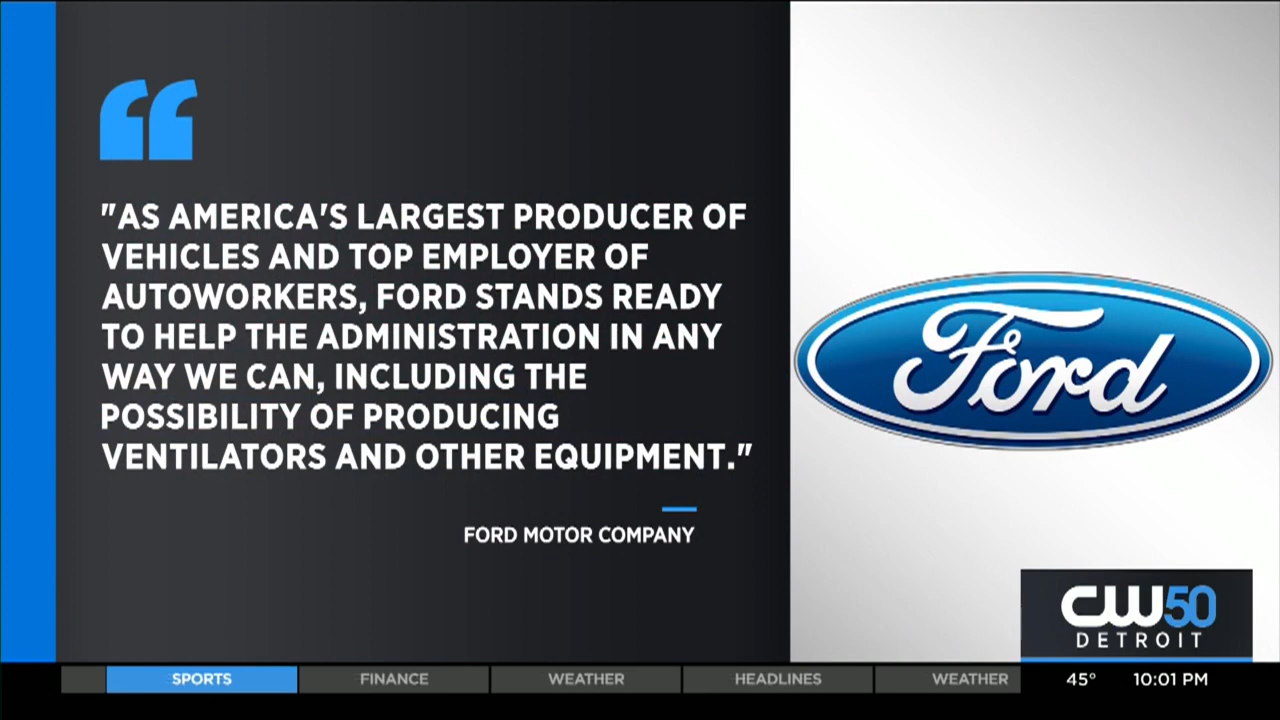 "AS AMERICA'S LARGEST PRODUCER OF
VEHICLES AND TOP EMPLOYER OF
AUTOWORKERS, FORD STANDS READY
TO HELP THE ADMINISTRATION IN ANY
WAY WE CAN, INCLUDING THE
POSSIBILITY OF PRODUCING
VENTILATORS AND OTHER EQUIPMENT."
FORD MOTOR COMPANY
Ford
CW50
DETROIT
SPORTS FINANCE WEATHER HEADLINES WEATHER 45° 10:01 PM